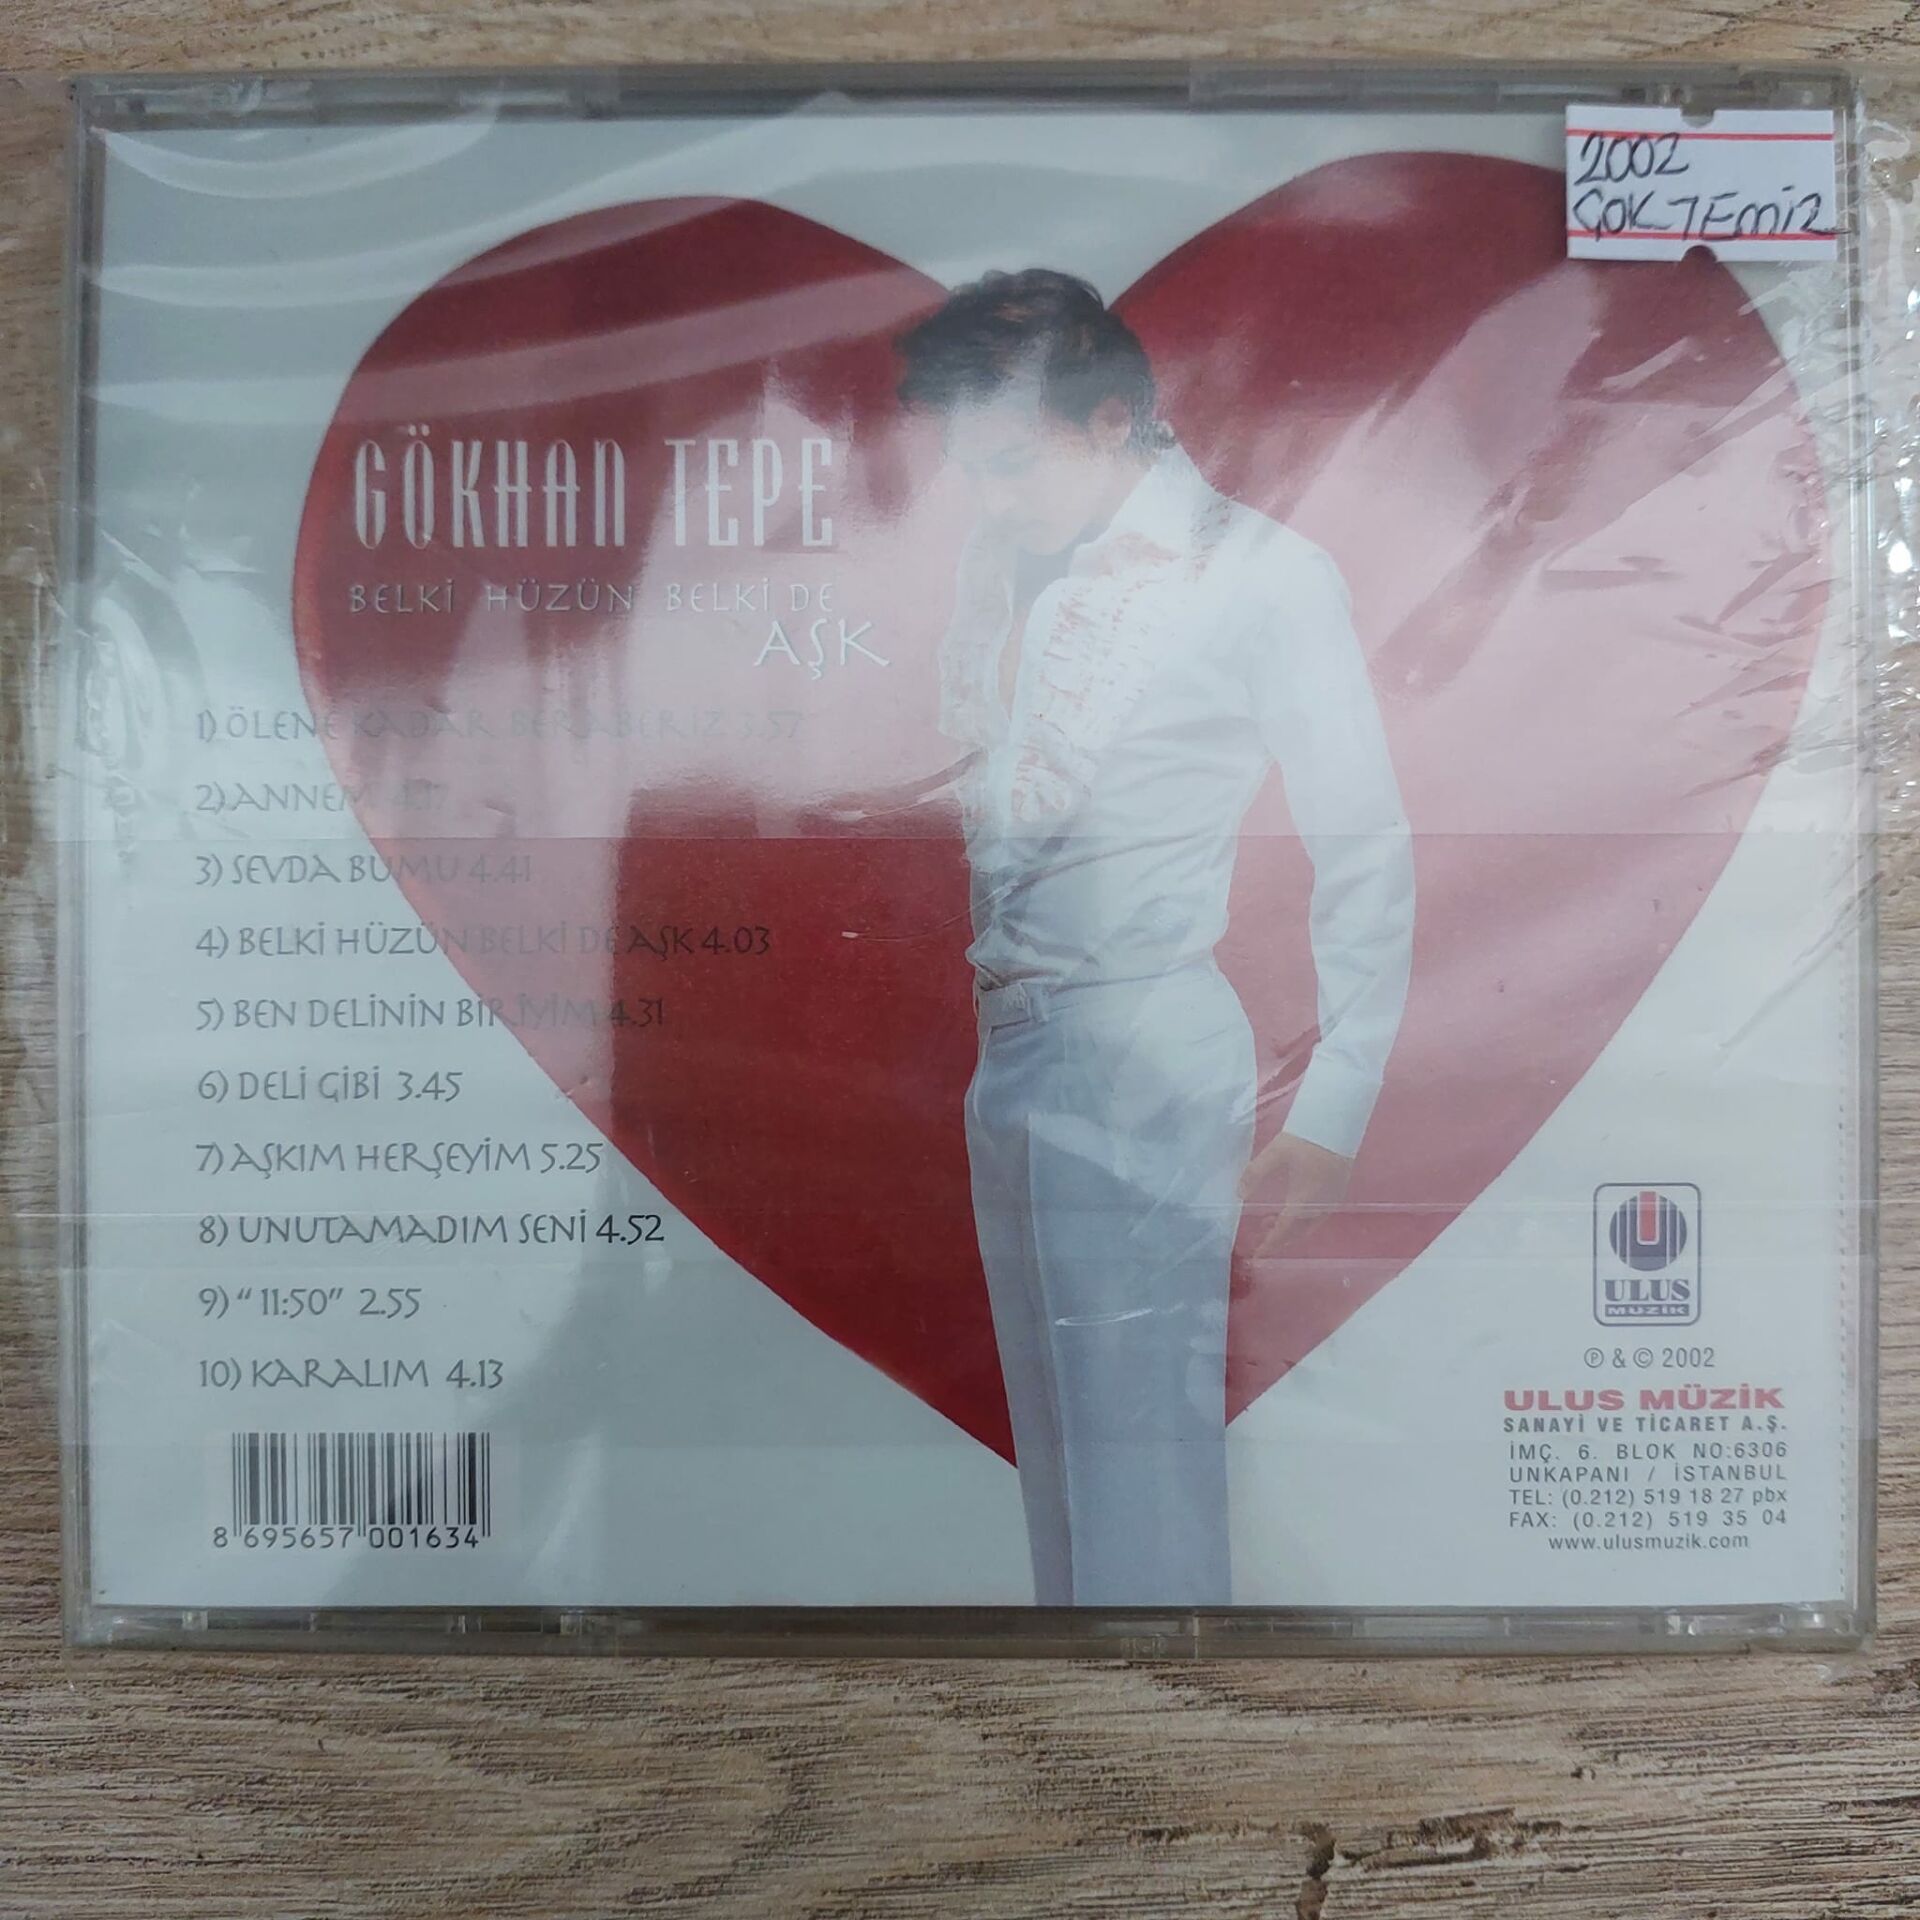 2002
ÇOK TEMİZ
GÖKHAN TEPE
BELKİ HÜZÜN BELKİ DE
AŞK
1) ÖLENE KADAR BERABERİZ 3.57
2) ANNEM 4.17
3) SEVDA BUMU 4.41
4) BELKİ HÜZÜN BELKİ DE AŞK 4.03
5) BEN DELİNİN BİRİYİM 4.31
6) DELİ GİBİ 3.45
7) AŞKIM HERŞEYİM 5.25
8) UNUTAMADIM SENİ 4.52
9) “ 11:50” 2.55
10) KARALIM 4.13
8 695657 001634
ULUS
MÜZİK
℗ & © 2002
ULUS MÜZİK
SANAYİ VE TİCARET A.Ş.
İMÇ. 6. BLOK NO:6306
UNKAPANI / İSTANBUL
TEL: (0.212) 519 18 27 pbx
FAX: (0.212) 519 35 04
www.ulusmuzik.com